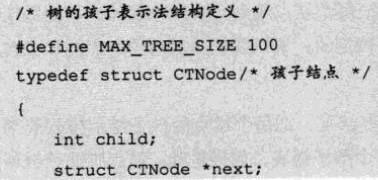 /* 树的孩子表示法结构定义 */
#define MAX_TREE_SIZE 100
typedef struct CTNode/* 孩子结点 */
{
int child;
struct CTNode *next;